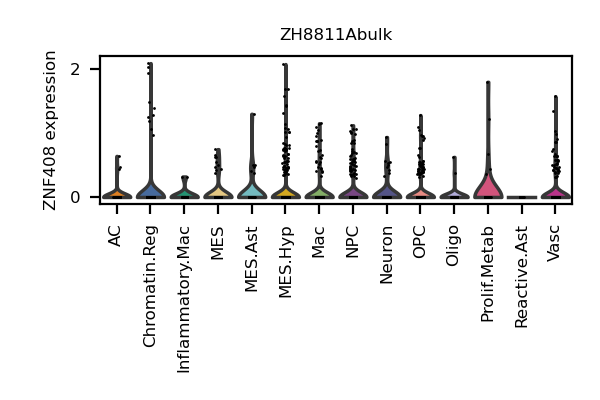 ZH8811Abulk
ZNF408 expression
2
0
AC
Chromatin.Reg
Inflammatory.Mac
MES
MES.Ast
MES.Hyp
Mac
NPC
Neuron
OPC
Oligo
Prolif.Metab
Reactive.Ast
Vasc